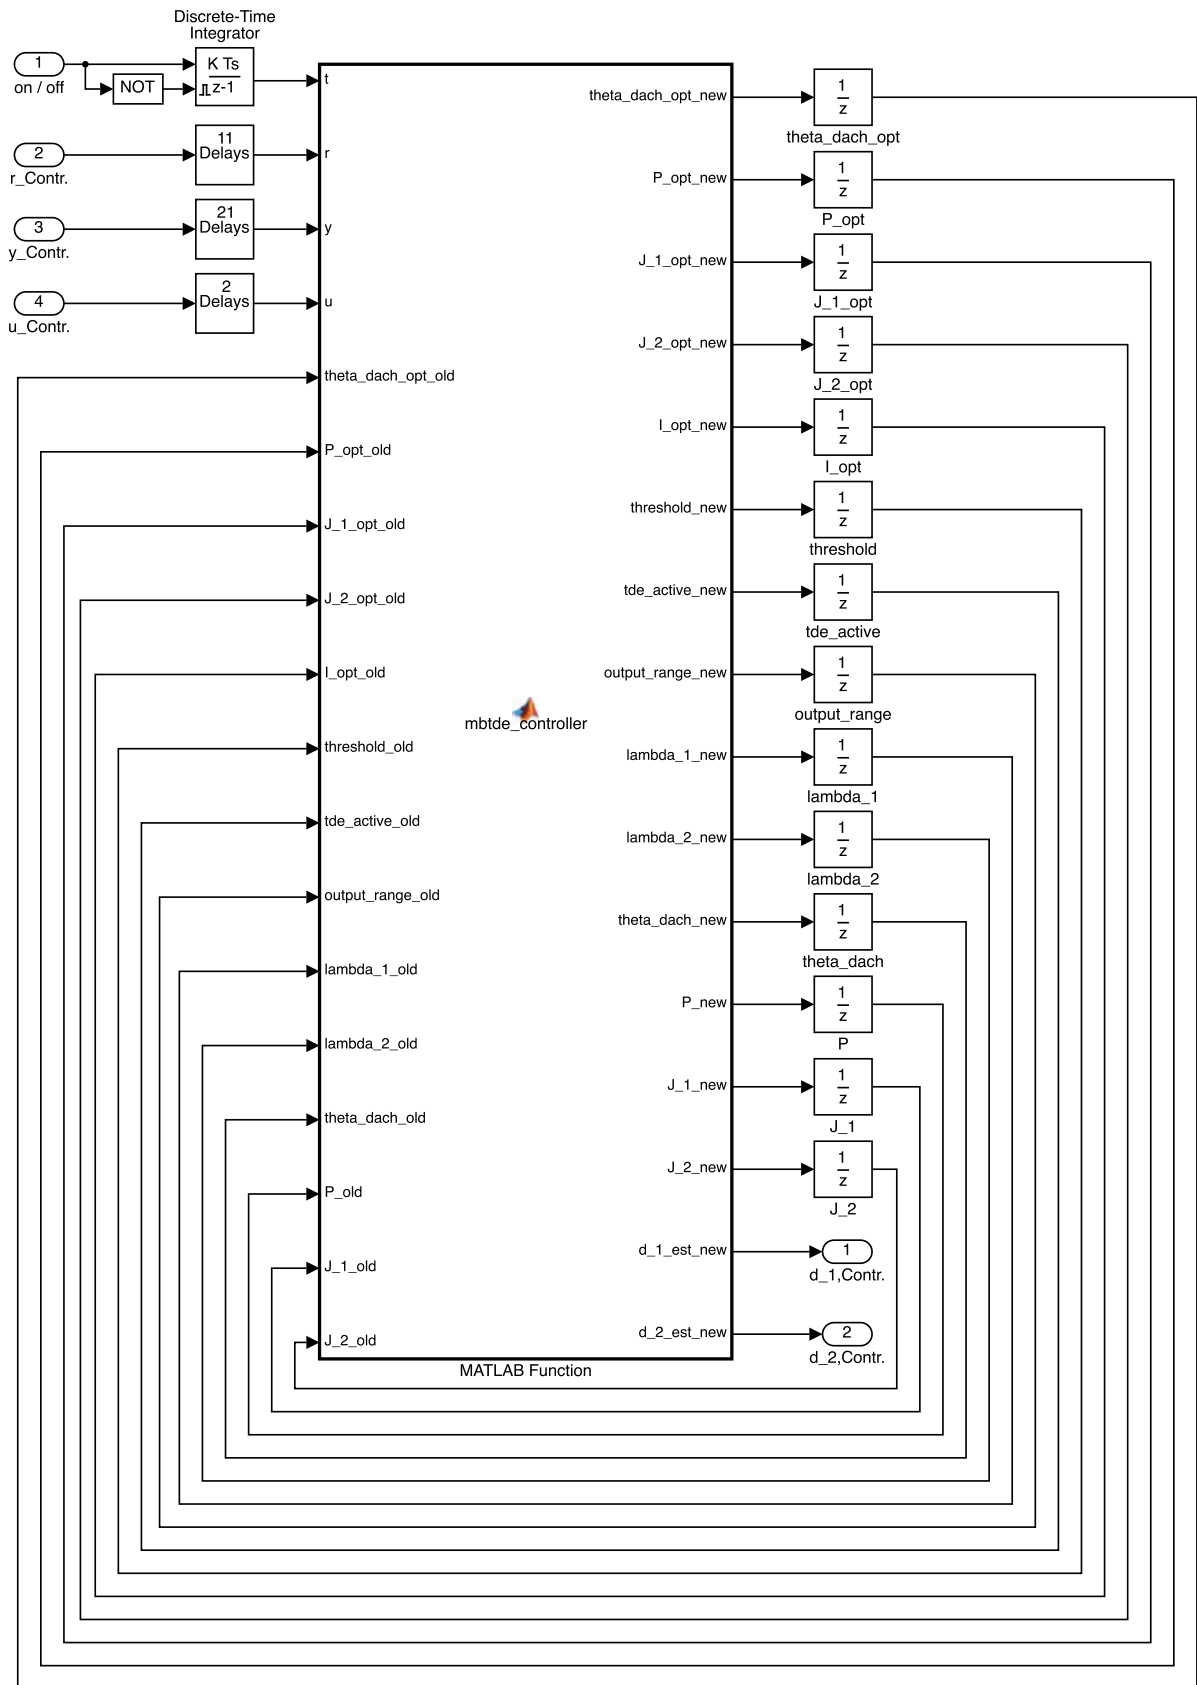 Discrete-Time
Integrator
1
on / off
NOT
K Ts
z-1
t
2
r_Contr.
11
Delays
r
3
y_Contr.
21
Delays
y
4
u_Contr.
2
Delays
u
theta_dach_opt_old
P_opt_old
J_1_opt_old
J_2_opt_old
I_opt_old
threshold_old
tde_active_old
output_range_old
lambda_1_old
lambda_2_old
theta_dach_old
P_old
J_1_old
J_2_old
mbtde_controller
MATLAB Function
theta_dach_opt_new
1
z
theta_dach_opt
P_opt_new
1
z
P_opt
J_1_opt_new
1
z
J_1_opt
J_2_opt_new
1
z
J_2_opt
I_opt_new
1
z
I_opt
threshold_new
1
z
threshold
tde_active_new
1
z
tde_active
output_range_new
1
z
output_range
lambda_1_new
1
z
lambda_1
lambda_2_new
1
z
lambda_2
theta_dach_new
1
z
theta_dach
P_new
1
z
P
J_1_new
1
z
J_1
J_2_new
1
z
J_2
d_1_est_new
1
d_1,Contr.
d_2_est_new
2
d_2,Contr.